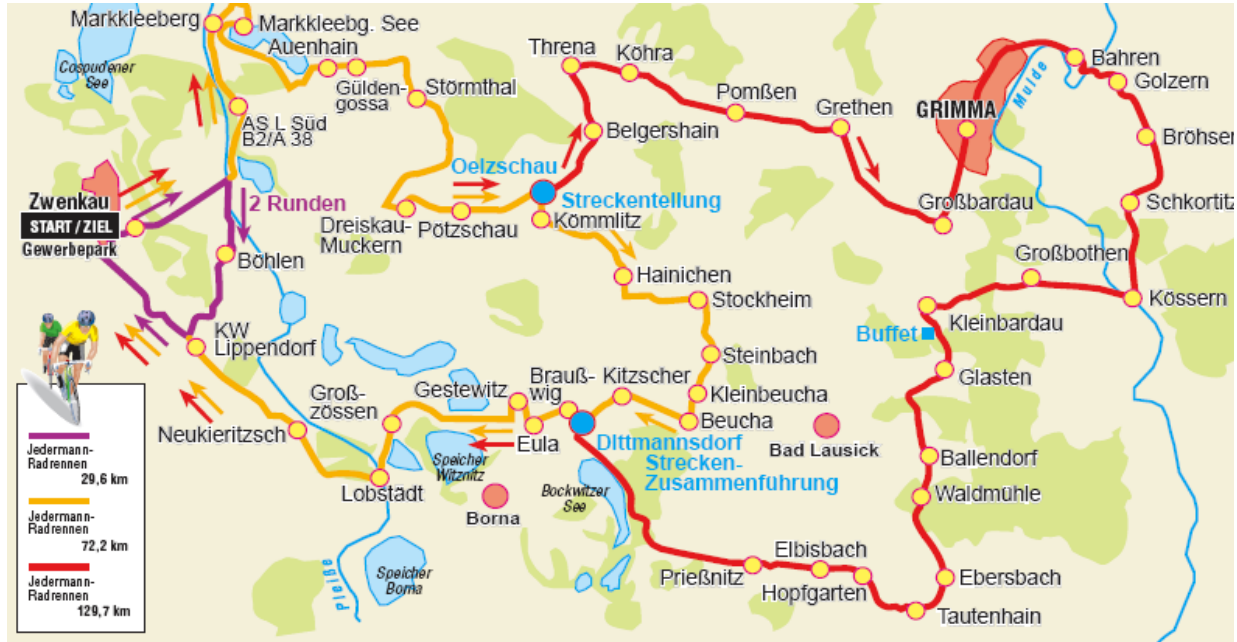 Markkleeberg
Markkleebg. See
Auenhain
Cospudener
See
Gülden-
gossa
Störmthal
AS L Süd
B2/A 38
Threna
Köhra
Pomßen
Grethen
GRIMMA
Mulde
Bahren
Golzern
Bröhsen
Belgershain
Oelzschau
Streckentellung
Zwenkau
START/ZIEL
Gewerbepark
2 Runden
Böhlen
Dreiskau-
Muckern
Pötzschau
Kömmlitz
Großbardau
Schkortitz
Hainichen
Stockheim
Großbothen
Kössern
Kleinbardau
Buffet
Glasten
KW
Lippendorf
Steinbach
Groß-
zössen
Gestewitz
Brauß-
wig
Kitzscher
Kleinbeucha
Beucha
Neukieritzsch
Eula
Dittmannsdorf
Strecken-
Zusammenführung
Bad Lausick
Ballendorf
Waldmühle
Speicher
Witznitz
Lobstädt
Borna
Bockwitzer
See
Elbisbach
Prießnitz
Hopfgarten
Ebersbach
Tautenhain
Pleiße
Speicher
Borna
Jedermann-
Radrennen
29,6 km
Jedermann-
Radrennen
72,2 km
Jedermann-
Radrennen
129,7 km